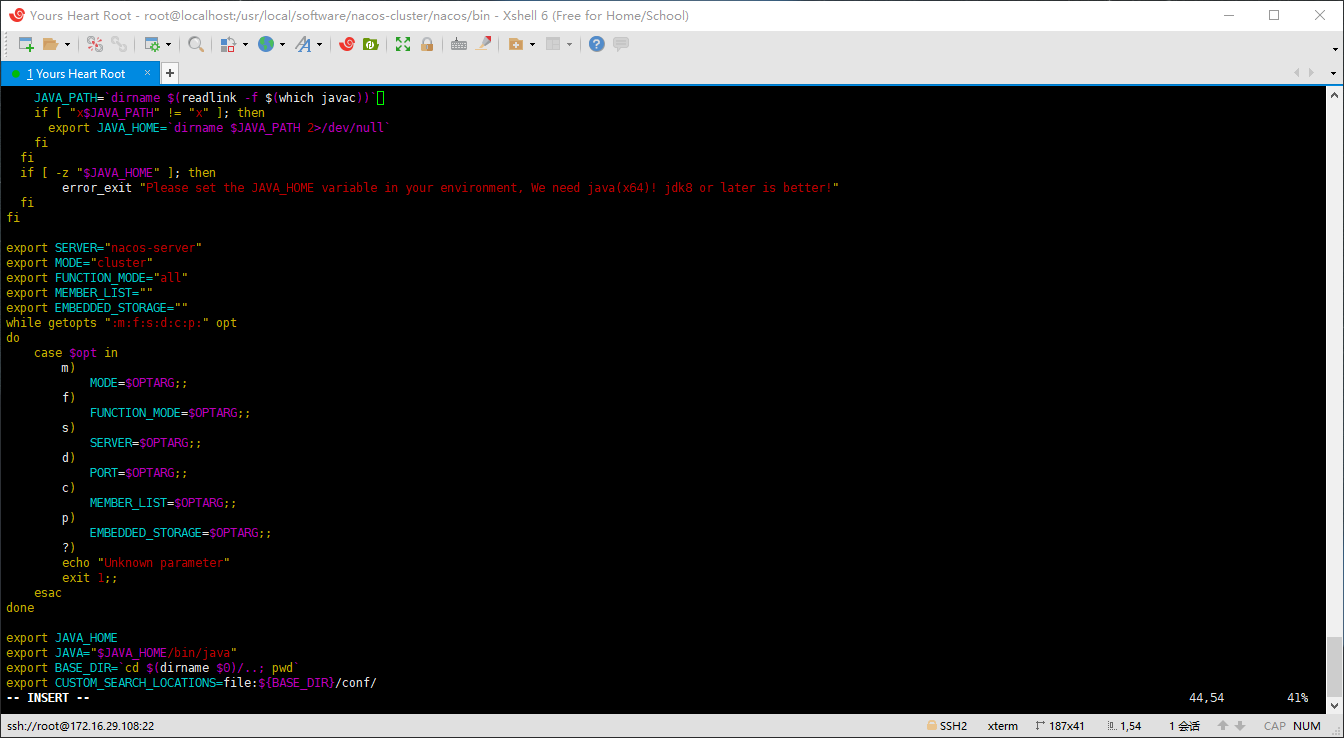 Yours Heart Root - root@localhost:/usr/local/software/nacos-cluster/nacos/bin - Xshell 6 (Free for Home/School)
1 Yours Heart Root × +
    JAVA_PATH=`dirname $(readlink -f $(which javac))`
    if [ "x$JAVA_PATH" != "x" ]; then
      export JAVA_HOME=`dirname $JAVA_PATH 2>/dev/null`
    fi
  fi
  if [ -z "$JAVA_HOME" ]; then
        error_exit "Please set the JAVA_HOME variable in your environment, We need java(x64)! jdk8 or later is better!"
  fi
fi

export SERVER="nacos-server"
export MODE="cluster"
export FUNCTION_MODE="all"
export MEMBER_LIST=""
export EMBEDDED_STORAGE=""
while getopts ":m:f:s:d:c:p:" opt
do
    case $opt in
        m)
            MODE=$OPTARG;;
        f)
            FUNCTION_MODE=$OPTARG;;
        s)
            SERVER=$OPTARG;;
        d)
            PORT=$OPTARG;;
        c)
            MEMBER_LIST=$OPTARG;;
        p)
            EMBEDDED_STORAGE=$OPTARG;;
        ?)
        echo "Unknown parameter"
        exit 1;;
    esac
done

export JAVA_HOME
export JAVA="$JAVA_HOME/bin/java"
export BASE_DIR=`cd $(dirname $0)/..; pwd`
export CUSTOM_SEARCH_LOCATIONS=file:${BASE_DIR}/conf/
-- INSERT -- 44,54 41%
ssh://root@172.16.29.108:22 SSH2 xterm 187x41 1,54 1 会话 CAP NUM